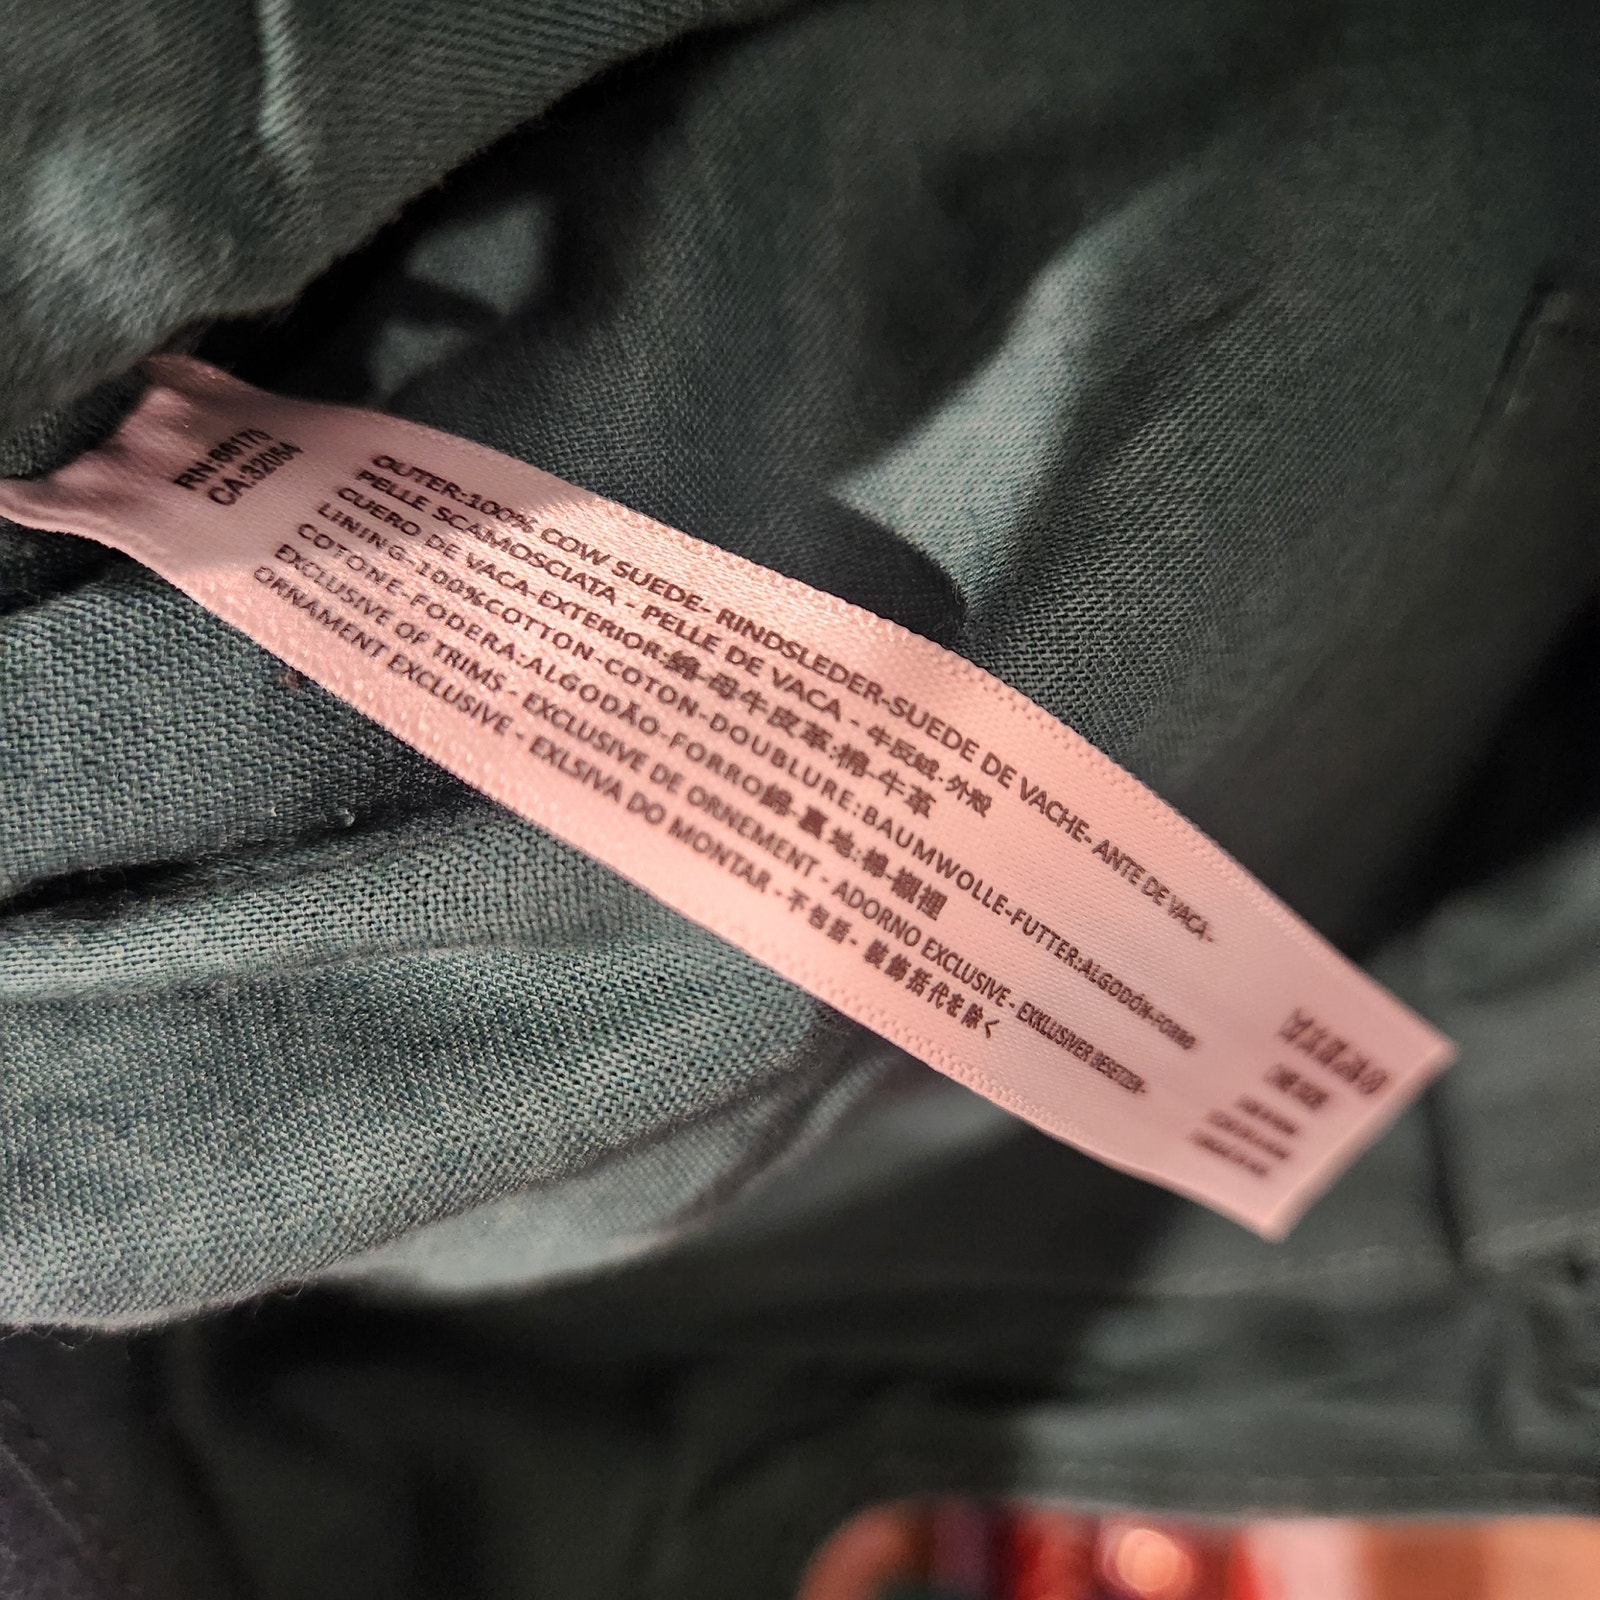 RN:86170
CA:32064
OUTER:100% COW SUEDE- RINDSLEDER-SUEDE DE VACHE- ANTE DE VACA-
PELLE SCAMOSCIATA - PELLE DE VACA - 牛反絨-外殻
CUERO DE VACA-EXTERIOR:綿-母牛皮革:棉-牛革
LINING-100%COTTON-COTON-DOUBLURE:BAUMWOLLE-FUTTER:ALGODÓN-FORRO
COTONE-FODERA:ALGODÃO-FORRO綿-裏地:棉-襯裡
EXCLUSIVE OF TRIMS - EXCLUSIVE DE ORNEMENT - ADORNO EXCLUSIVE - EXKLUSIVER
ORNAMENT EXCLUSIVE - EXLSIVA DO MONTAR - 不包括 - 裝飾括代を除く